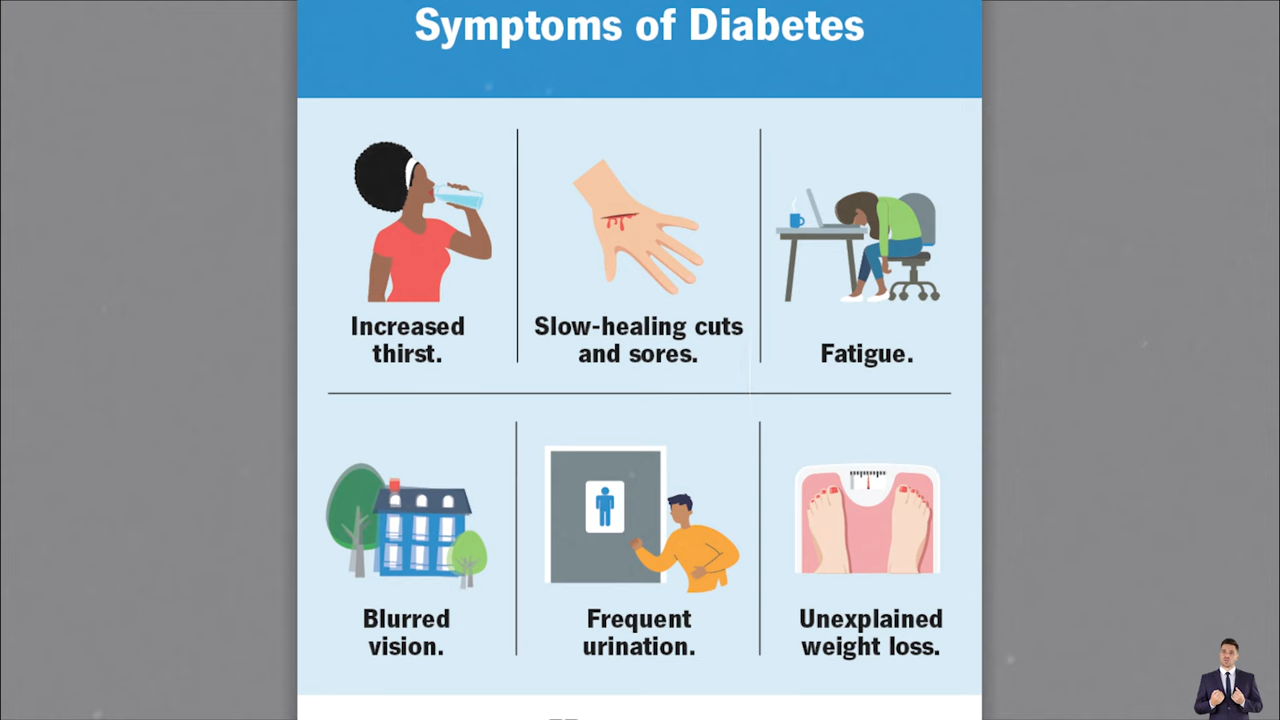 Symptoms of Diabetes
Increased
thirst.
Slow-healing cuts
and sores.
Fatigue.
Blurred
vision.
Frequent
urination.
Unexplained
weight loss.